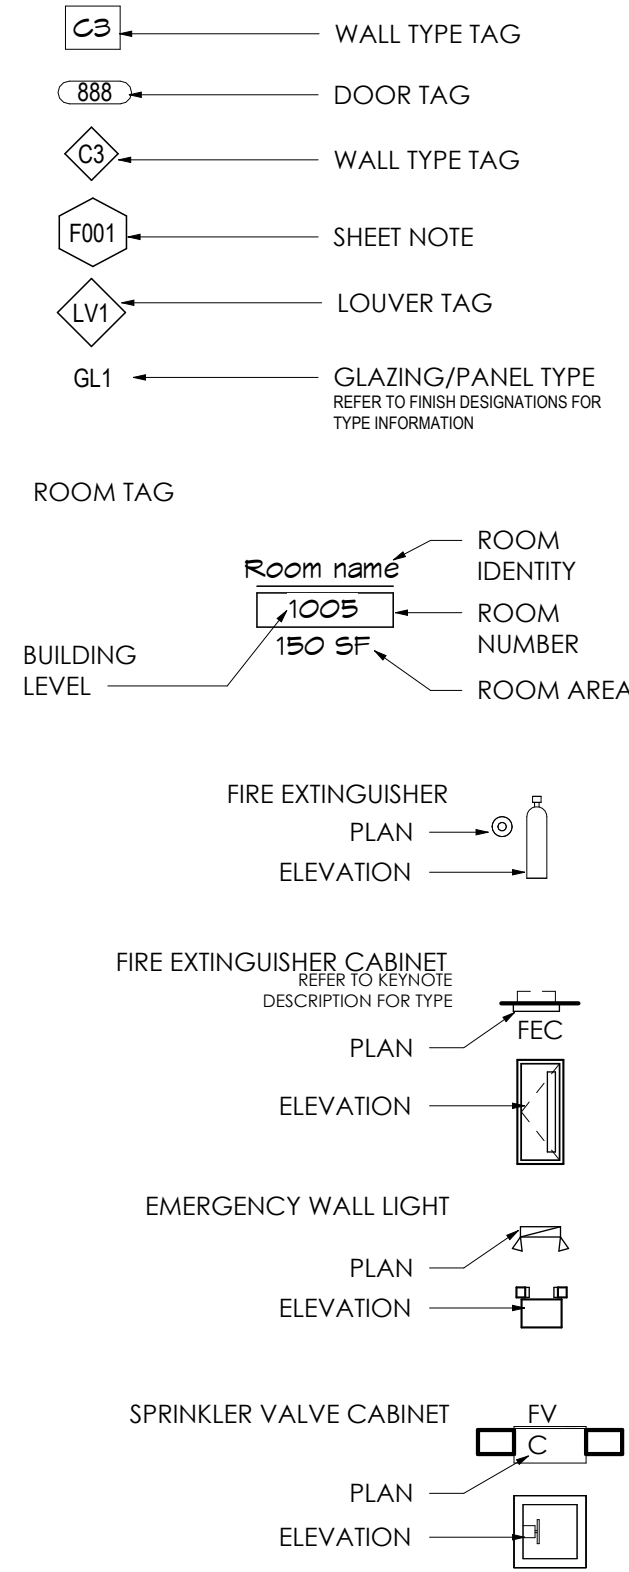 C3
WALL TYPE TAG
888
DOOR TAG
C3
WALL TYPE TAG
F001
SHEET NOTE
LV1
LOUVER TAG
GL1
GLAZING/PANEL TYPE
REFER TO FINISH DESIGNATIONS FOR
TYPE INFORMATION
ROOM TAG
Room name
1005
150 SF
ROOM
IDENTITY
ROOM
NUMBER
BUILDING
LEVEL
ROOM AREA
FIRE EXTINGUISHER
PLAN
ELEVATION
FIRE EXTINGUISHER CABINET
REFER TO KEYNOTE
DESCRIPTION FOR TYPE
FEC
PLAN
ELEVATION
EMERGENCY WALL LIGHT
PLAN
ELEVATION
SPRINKLER VALVE CABINET
FV
C
PLAN
ELEVATION